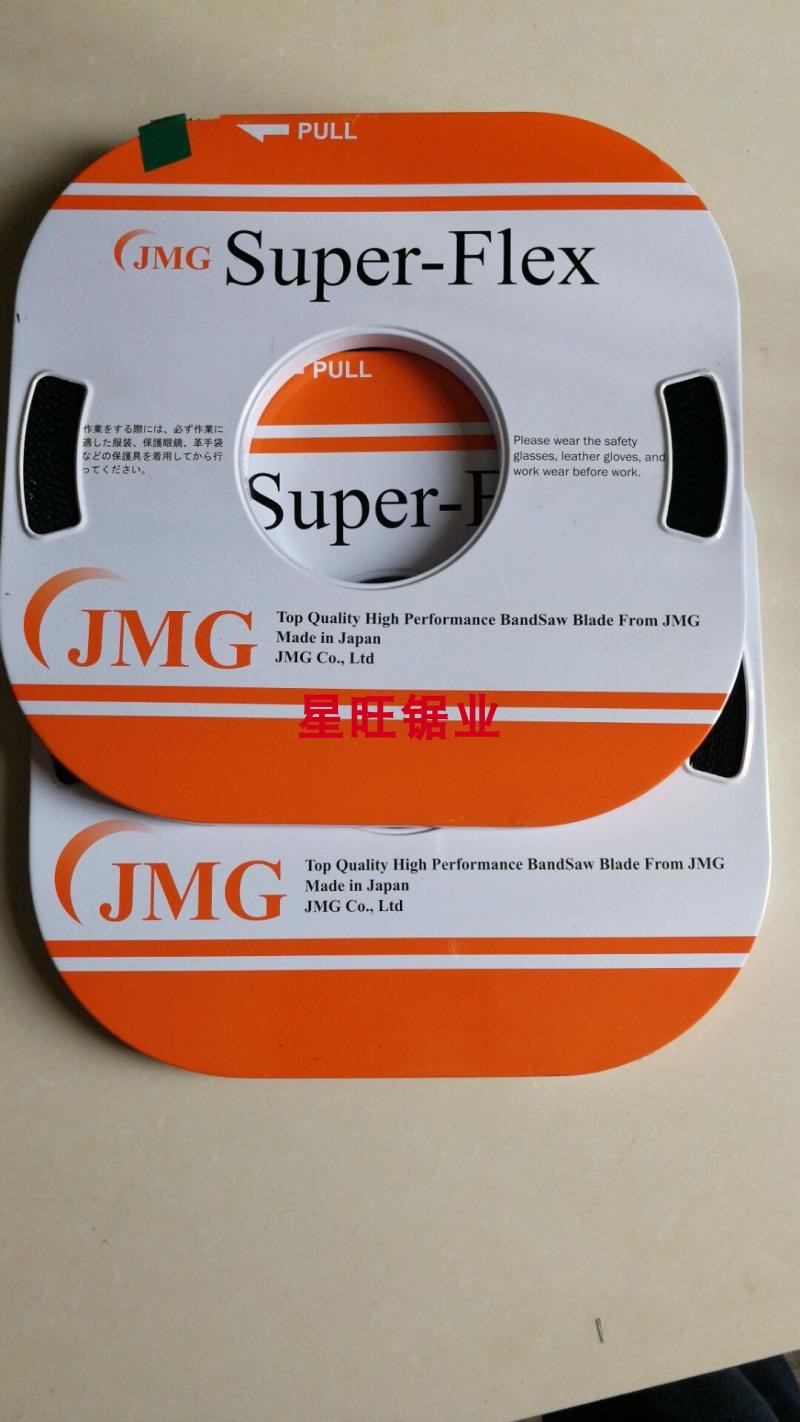 PULL
JMG Super-Flex
PULL
Super-F
作業をする際には、必ず作業に
適した服装、保護眼鏡、革手袋
などの保護具を着用してから行
ってください。
Please wear the safety
glasses, leather gloves, and
work wear before work.
JMG
Top Quality High Performance BandSaw Blade From JMG
Made in Japan
JMG Co., Ltd
星旺锯业
JMG
Top Quality High Performance BandSaw Blade From JMG
Made in Japan
JMG Co., Ltd